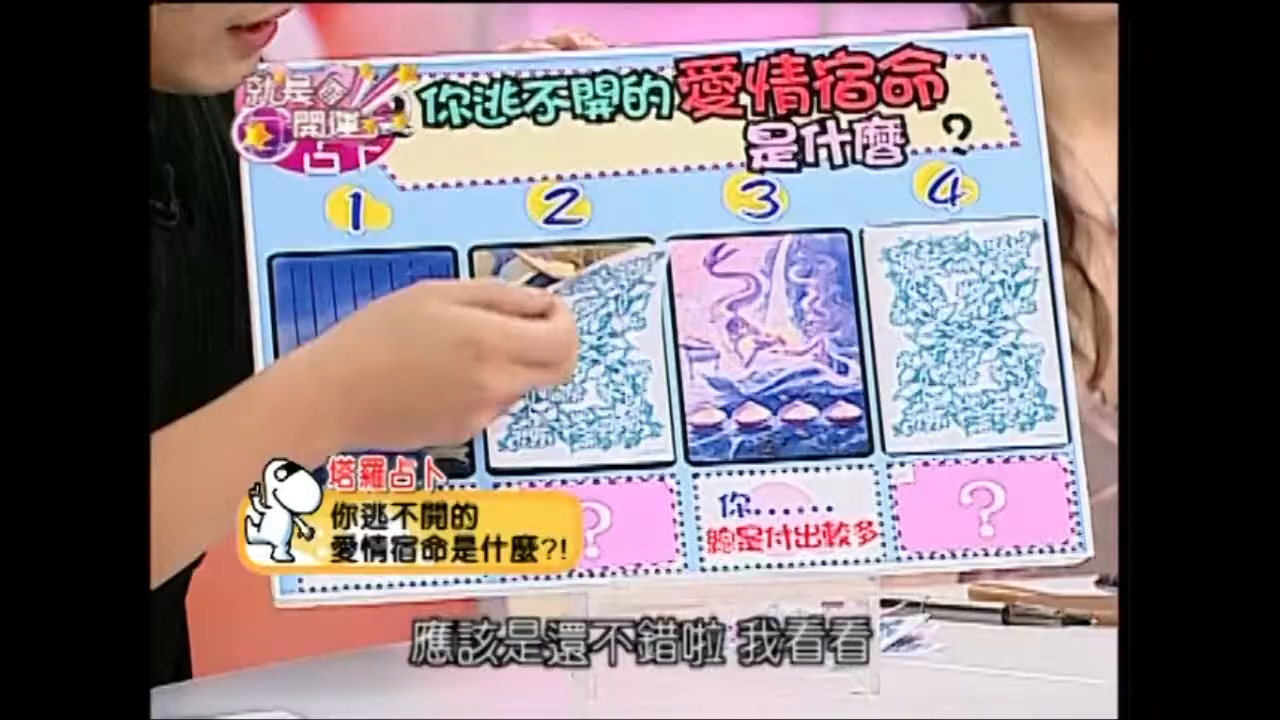 就是命
開運
占卜
你逃不開的愛情宿命
是什麼?
1 2 3 4
?
你......
總是付出較多
?
塔羅占卜
你逃不開的
愛情宿命是什麼?!
應該是還不錯啦 我看看